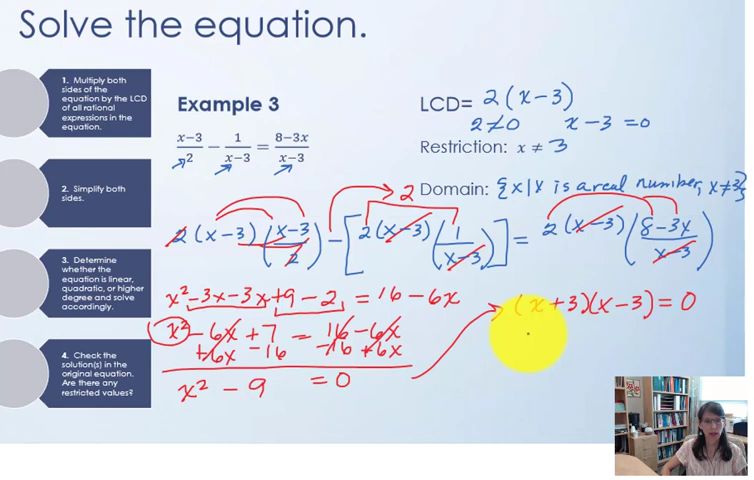 Solve the equation.
1. Multiply both
sides of the
equation by the LCD
of all rational
expressions in the
equation.
2. Simplify both
sides.
3. Determine
whether the
equation is linear,
quadratic, or higher
degree and solve
accordingly.
4. Check the
solution(s) in the
original equation.
Are there any
restricted values?
Example 3
x−3/2 − 1/x−3 = 8−3x/x−3
LCD= 2(x−3)
2≠0 x−3=0
Restriction: x ≠ 3
Domain: {x|x is a real number, x≠3}
2
2(x−3)(x−3/2) − [2(x−3)(1/(x−3))] = 2(x−3)(8−3x/x−3)
x²−3x−3x+9−2 = 16−6x
x²−6x+7 = 16−6x
+6x −16 −16 +6x
x² − 9 = 0
(x+3)(x−3)=0